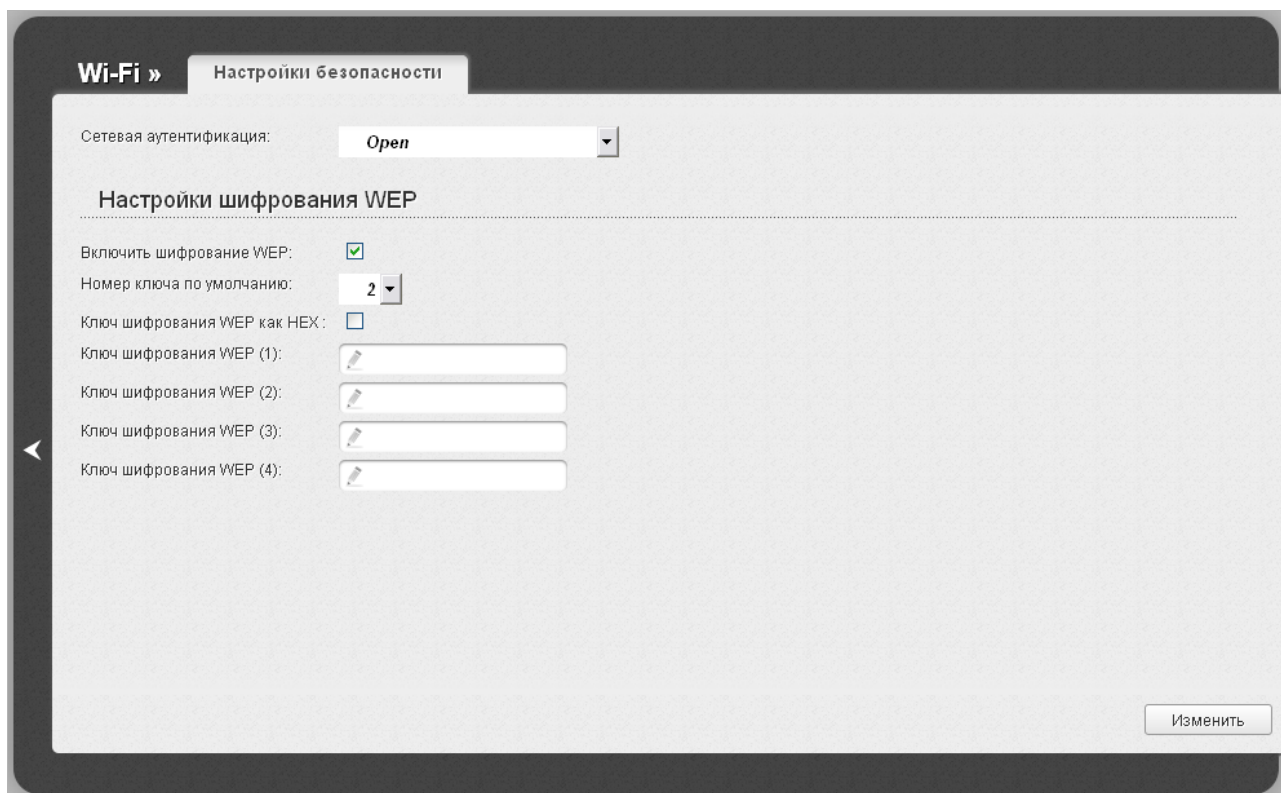 Wi-Fi » Настройки безопасности
Сетевая аутентификация: Open
Настройки шифрования WEP
Включить шифрование WEP:
Номер ключа по умолчанию: 2
Ключ шифрования WEP как HEX :
Ключ шифрования WEP (1):
Ключ шифрования WEP (2):
Ключ шифрования WEP (3):
Ключ шифрования WEP (4):
Изменить